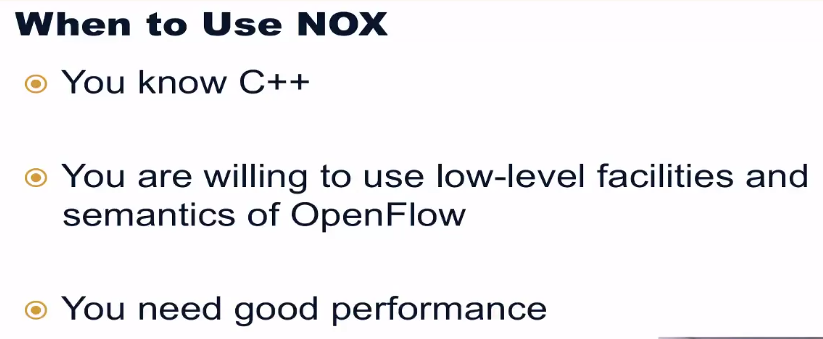 When to Use NOX
You know C++
You are willing to use low-level facilities and
semantics of OpenFlow
You need good performance